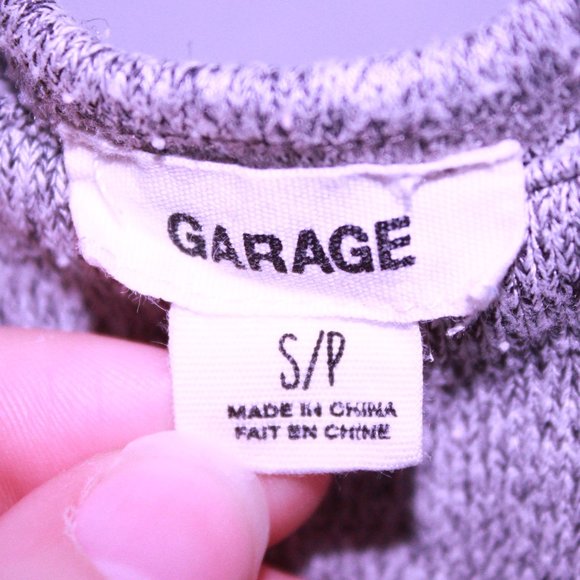 GARAGE
S/P
MADE IN CHINA
FAIT EN CHINE